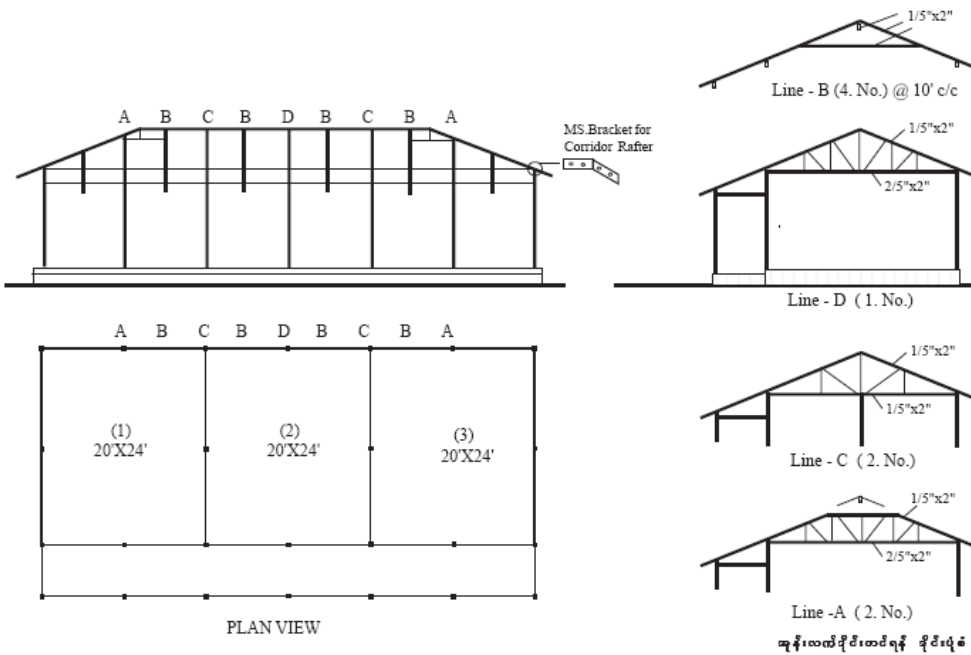 A B C B D B C B A
MS.Bracket for
Corridor Rafter
1/5"x2"
Line - B (4. No.) @ 10' c/c
1/5"x2"
2/5"x2"
Line - D ( 1. No.)
A B C B D B C B A
(1)
20'X24'
(2)
20'X24'
(3)
20'X24'
PLAN VIEW
1/5"x2"
1/5"x2"
Line - C ( 2. No.)
1/5"x2"
2/5"x2"
Line -A ( 2. No.)